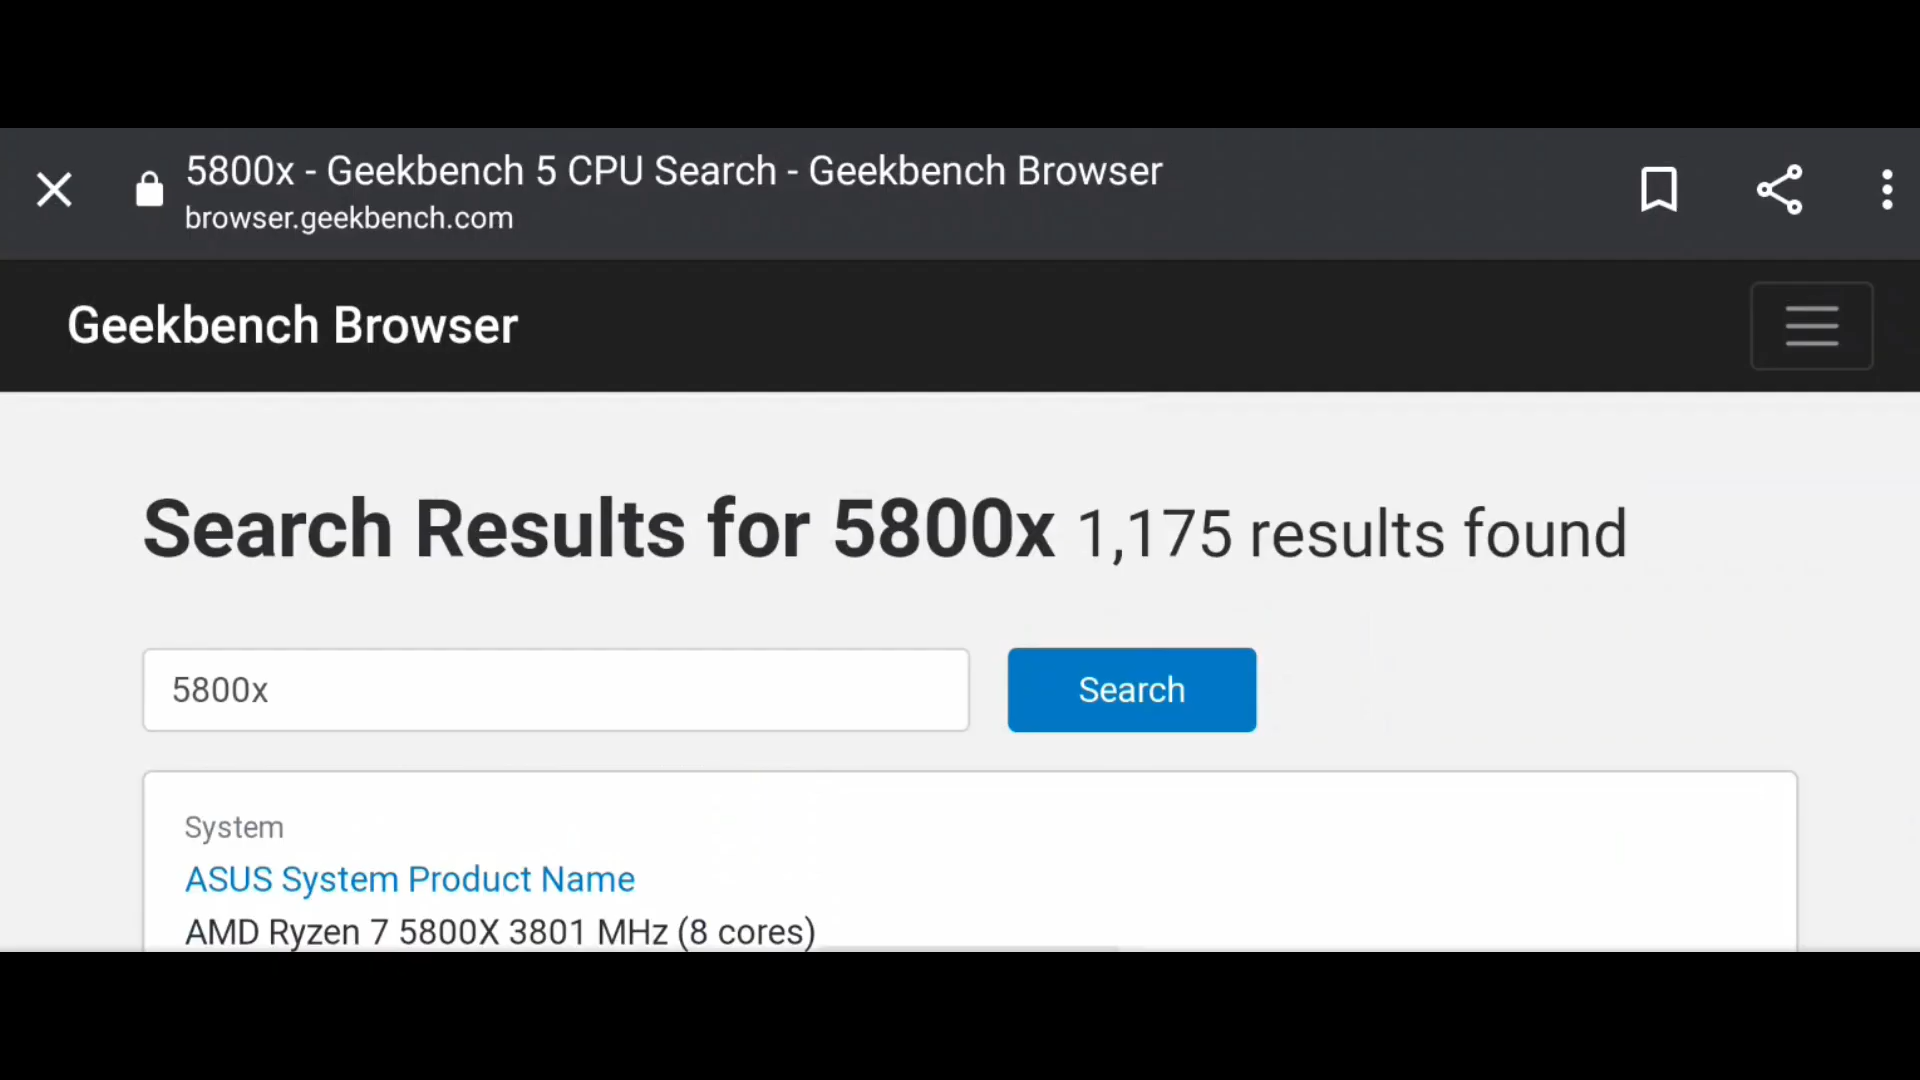 5800x - Geekbench 5 CPU Search - Geekbench Browser
browser.geekbench.com
Geekbench Browser
Search Results for 5800x 1,175 results found
5800x
Search
System
ASUS System Product Name
AMD Ryzen 7 5800X 3801 MHz (8 cores)